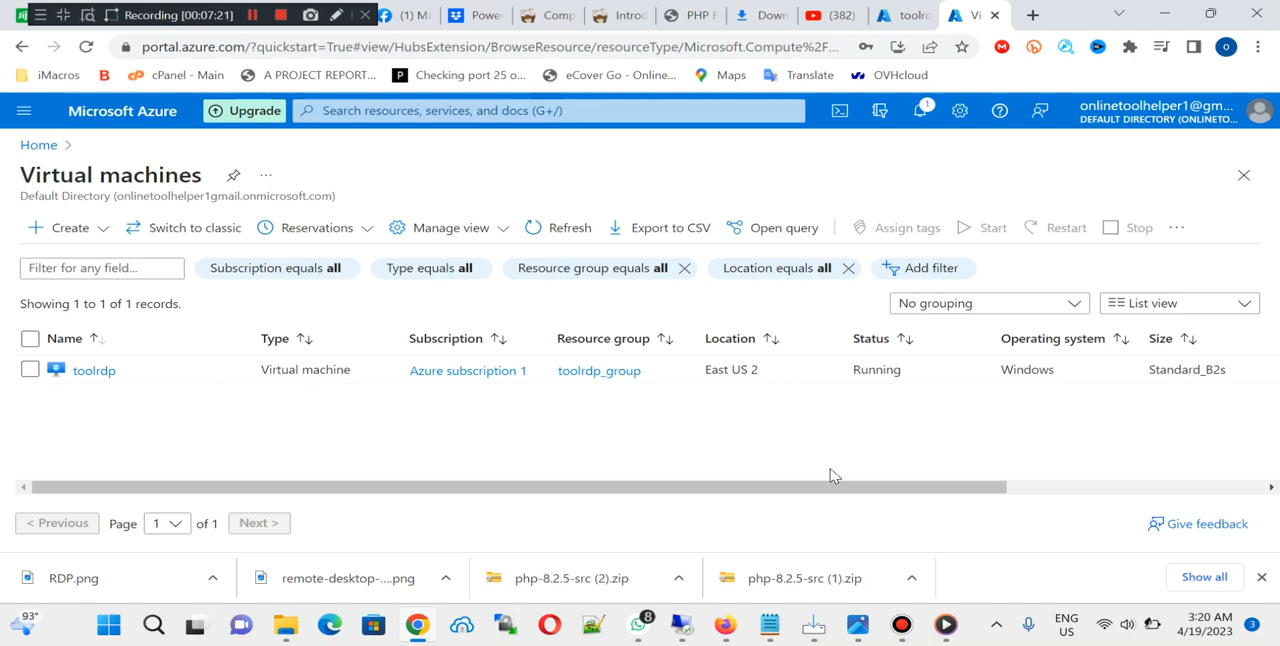 Recording [00:07:21]
(1) M
Powe
Comp
Introd
PHP F
Down
(382)
toolrd
Vi
portal.azure.com/?quickstart=True#view/HubsExtension/BrowseResource/resourceType/Microsoft.Compute%2F...
iMacros
B
cPanel - Main
A PROJECT REPORT...
Checking port 25 o...
eCover Go - Online...
Maps
Translate
OVHcloud
Microsoft Azure
Upgrade
Search resources, services, and docs (G+/)
1
onlinetoolhelper1@gm...
DEFAULT DIRECTORY (ONLINETO...
Home >
Virtual machines
...
Default Directory (onlinetoolhelper1gmail.onmicrosoft.com)
Create
Switch to classic
Reservations
Manage view
Refresh
Export to CSV
Open query
Assign tags
Start
Restart
Stop
...
Filter for any field...
Subscription equals all
Type equals all
Resource group equals all
Location equals all
Add filter
Showing 1 to 1 of 1 records.
No grouping
List view
Name
Type
Subscription
Resource group
Location
Status
Operating system
Size
toolrdp
Virtual machine
Azure subscription 1
toolrdp_group
East US 2
Running
Windows
Standard_B2s
< Previous
Page
1
of 1
Next >
Give feedback
RDP.png
remote-desktop-....png
php-8.2.5-src (2).zip
php-8.2.5-src (1).zip
Show all
93°
8
ENG
US
3:20 AM
4/19/2023
3